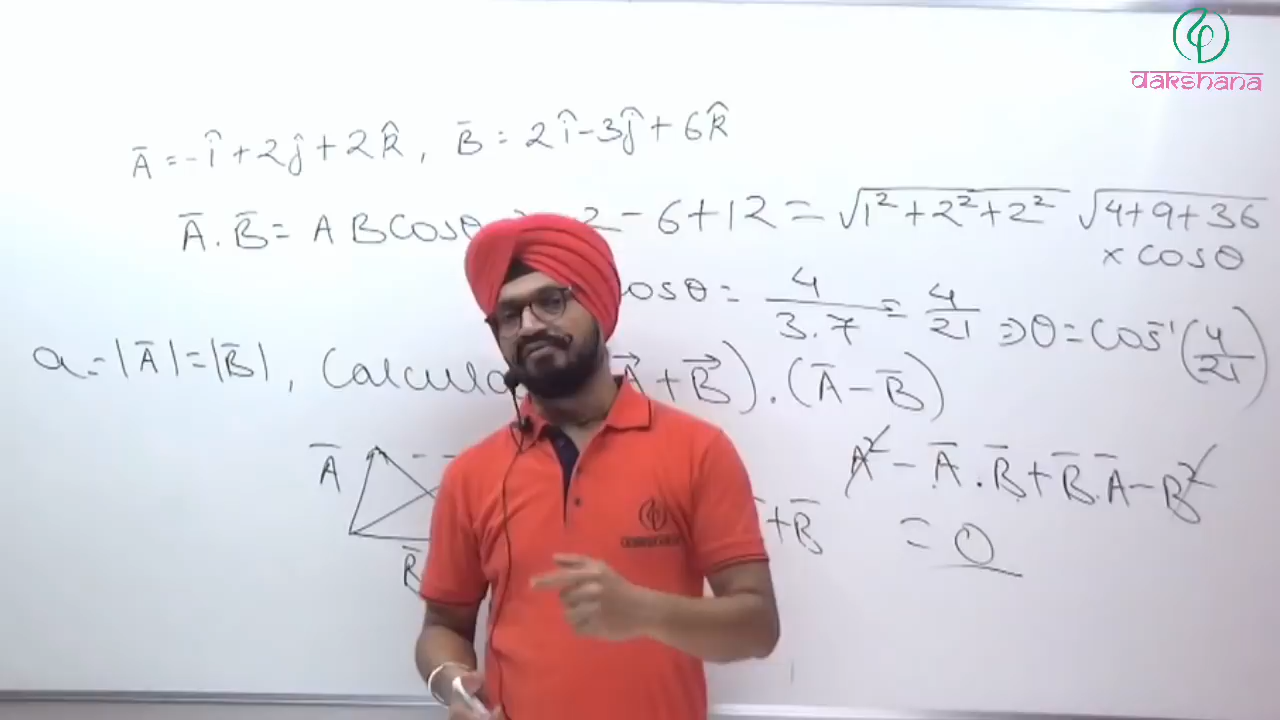 dakshana
A̅ = -î + 2ĵ + 2k̂, B̅ = 2î - 3ĵ + 6k̂
A̅ . B̅ = A B Cosθ 2 - 6 + 12 = √(1² + 2² + 2²) √(4 + 9 + 36)
× cosθ
osθ = 4/3.7 = 4/21 ⇒ θ = Cos⁻¹(4/21)
a = |A̅| = |B̅|, Calcula A⃗ + B⃗) . (A̅ - B̅)
A² - A̅ . B̅ + B̅ . A̅ - B²
A̅
+ B̅
= 0
B̅